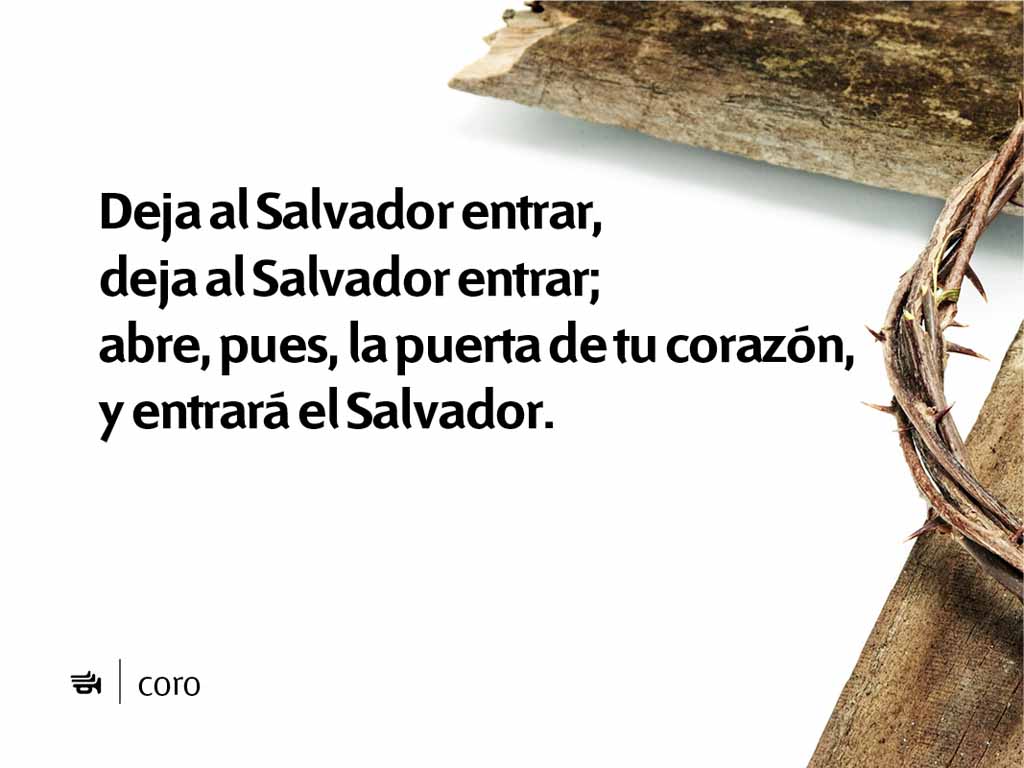 Deja al Salvador entrar,
deja al Salvador entrar;
abre, pues, la puerta de tu corazón,
y entrará el Salvador.
coro